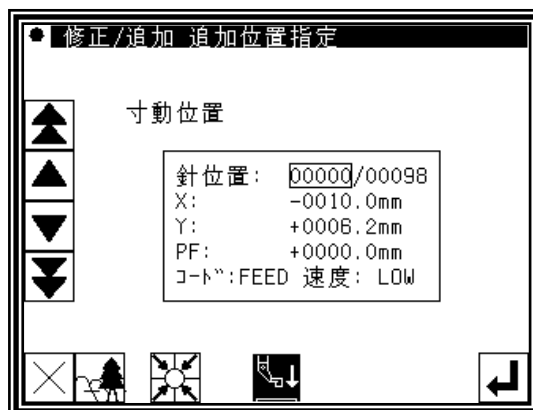 修正/追加 追加位置指定
寸動位置
針位置: 00000/00098
X: -0010.0mm
Y: +0006.2mm
PF: +0000.0mm
コード:FEED 速度: LOW